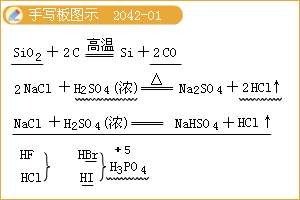 手写板图示 2042-01
SiO₂ + 2C 高温 ══ Si + 2CO
2NaCl + H₂SO₄(浓) △ ══ Na₂SO₄ + 2HCl↑
NaCl + H₂SO₄(浓) ══ NaHSO₄ + HCl↑
HF HBr +5
HCl } HI } H₃PO₄